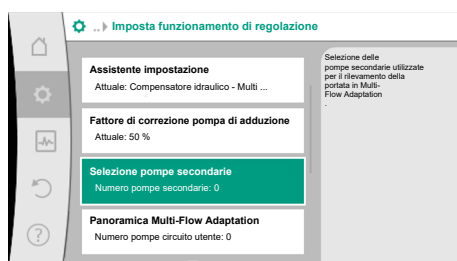 ..▸ Imposta funzionamento di regolazione
Assistente impostazione
Attuale: Compensatore idraulico - Multi ...
Fattore di correzione pompa di adduzione
Attuale: 50 %
Selezione pompe secondarie
Numero pompe secondarie: 0
Panoramica Multi-Flow Adaptation
Numero pompe circuito utente: 0
Selezione delle
pompe secondarie utilizzate
per il rilevamento della
portata in Multi-
Flow Adaptation
.
?